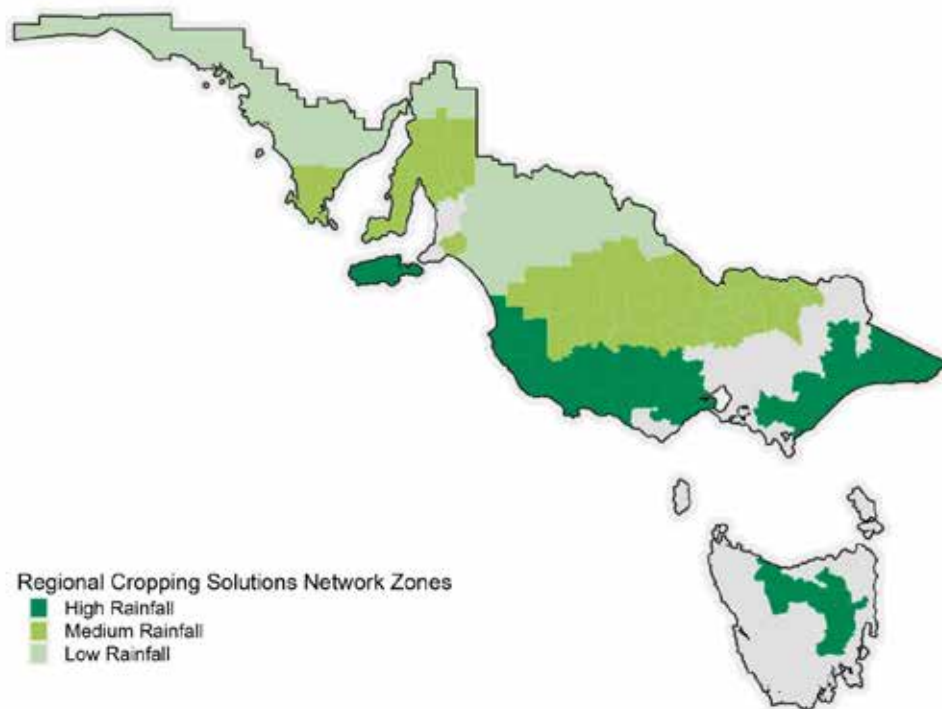 Regional Cropping Solutions Network Zones
High Rainfall
Medium Rainfall
Low Rainfall